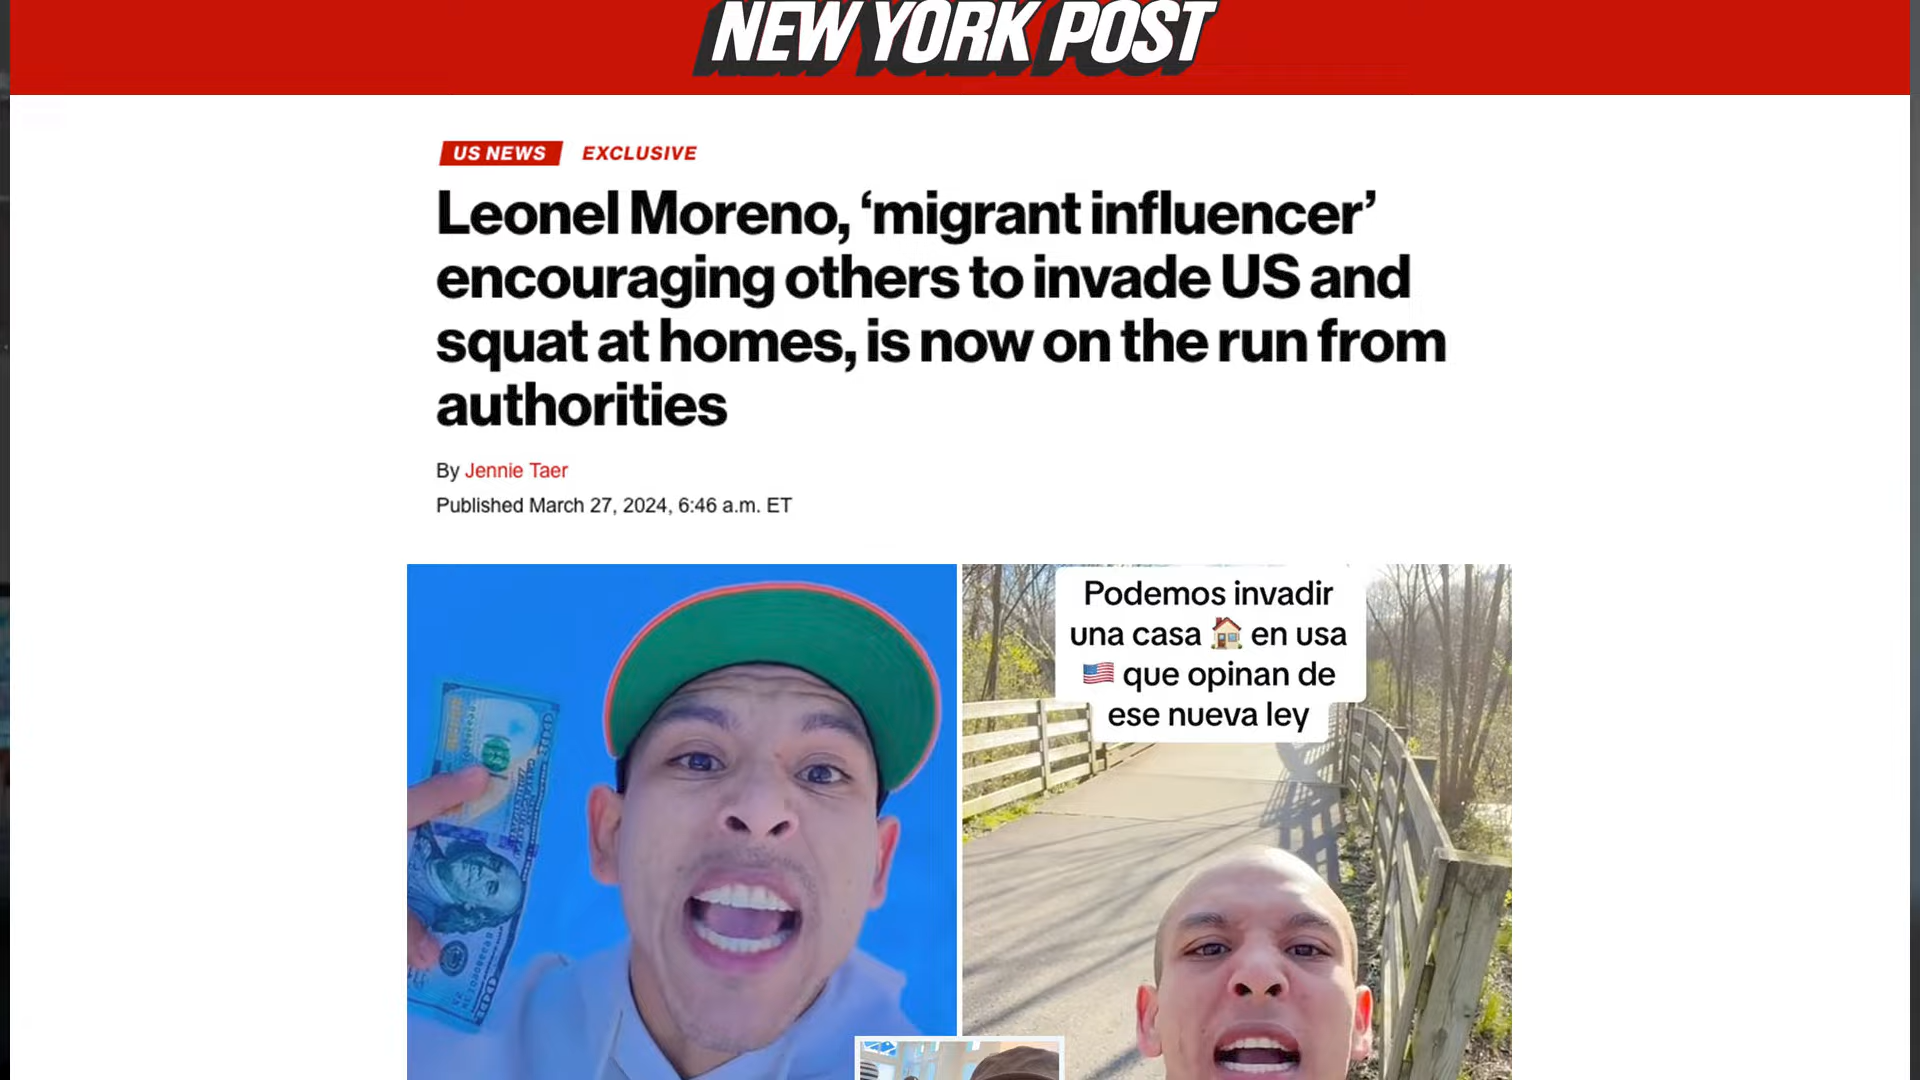 NEW YORK POST
US NEWS EXCLUSIVE
Leonel Moreno, ‘migrant influencer’
encouraging others to invade US and
squat at homes, is now on the run from
authorities
By Jennie Taer
Published March 27, 2024, 6:46 a.m. ET
Podemos invadir
una casa 🏠 en usa
🇺🇸 que opinan de
ese nueva ley